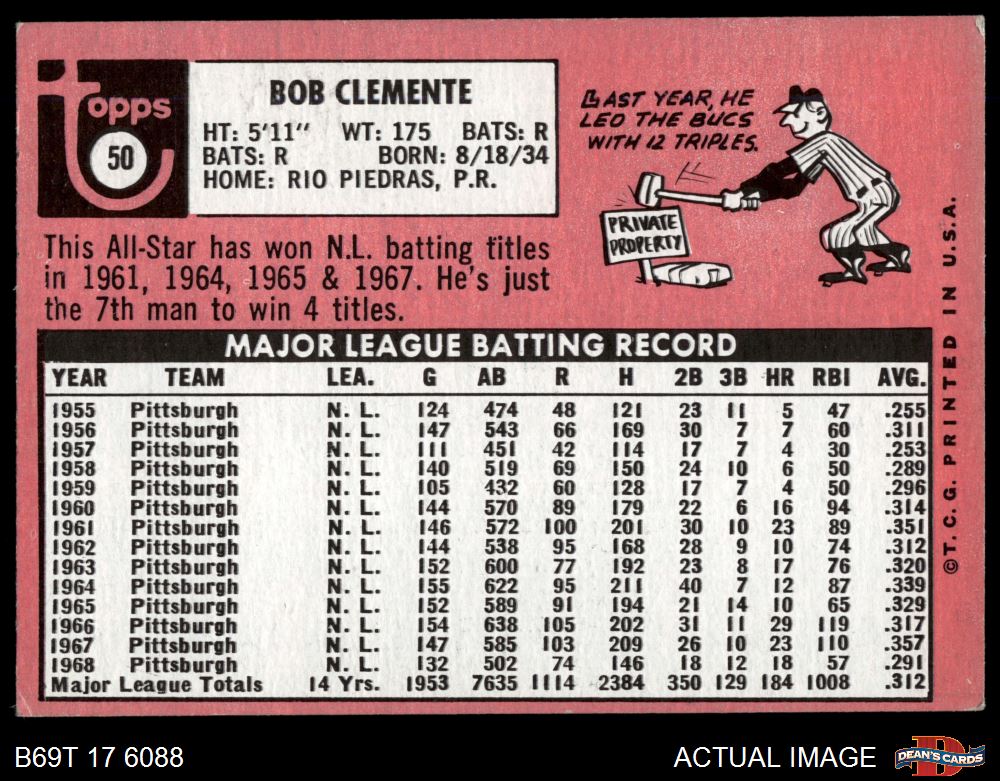 Topps
50
BOB CLEMENTE
HT: 5'11" WT: 175 BATS: R
BATS: R BORN: 8/18/34
HOME: RIO PIEDRAS, P.R.
LAST YEAR, HE
LED THE BUCS
WITH 12 TRIPLES.
PRIVATE
PROPERTY
This All-Star has won N.L. batting titles
in 1961, 1964, 1965 & 1967. He's just
the 7th man to win 4 titles.
MAJOR LEAGUE BATTING RECORD
YEAR TEAM LEA. G AB R H 2B 3B HR RBI AVG.
1955 Pittsburgh N. L. 124 474 48 121 23 11 5 47 .255
1956 Pittsburgh N. L. 147 543 66 169 30 7 7 60 .311
1957 Pittsburgh N. L. 111 451 42 114 17 7 4 30 .253
1958 Pittsburgh N. L. 140 519 69 150 24 10 6 50 .289
1959 Pittsburgh N. L. 105 432 60 128 17 7 4 50 .296
1960 Pittsburgh N. L. 144 570 89 179 22 6 16 94 .314
1961 Pittsburgh N. L. 146 572 100 201 30 10 23 89 .351
1962 Pittsburgh N. L. 144 538 95 168 28 9 10 74 .312
1963 Pittsburgh N. L. 152 600 77 192 23 8 17 76 .320
1964 Pittsburgh N. L. 155 622 95 211 40 7 12 87 .339
1965 Pittsburgh N. L. 152 589 91 194 21 14 10 65 .329
1966 Pittsburgh N. L. 154 638 105 202 31 11 29 119 .317
1967 Pittsburgh N. L. 147 585 103 209 26 10 23 110 .357
1968 Pittsburgh N. L. 132 502 74 146 18 12 18 57 .291
Major League Totals 14 Yrs. 1953 7635 1114 2384 350 129 184 1008 .312
©T. C. G. PRINTED IN U.S.A.
B69T 17 6088
ACTUAL IMAGE
D
DEAN'S CARDS